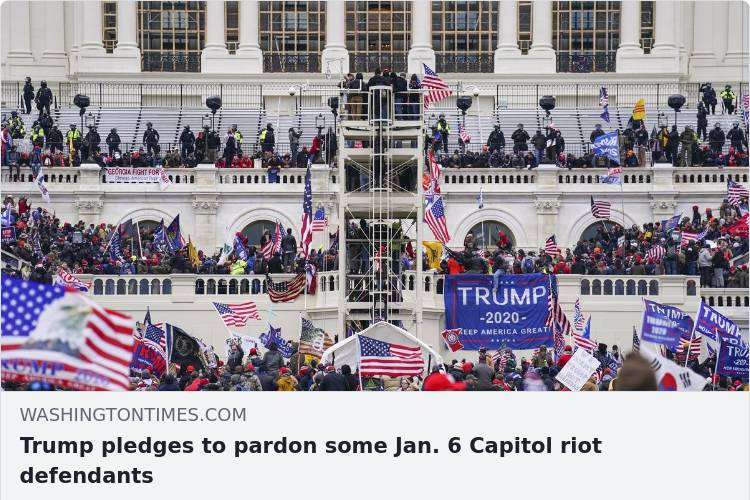 GEORGIA FIGHT FOR
TRUMP
-2020-
KEEP AMERICA GREAT
TRUMP
WASHINGTONTIMES.COM
Trump pledges to pardon some Jan. 6 Capitol riot
defendants